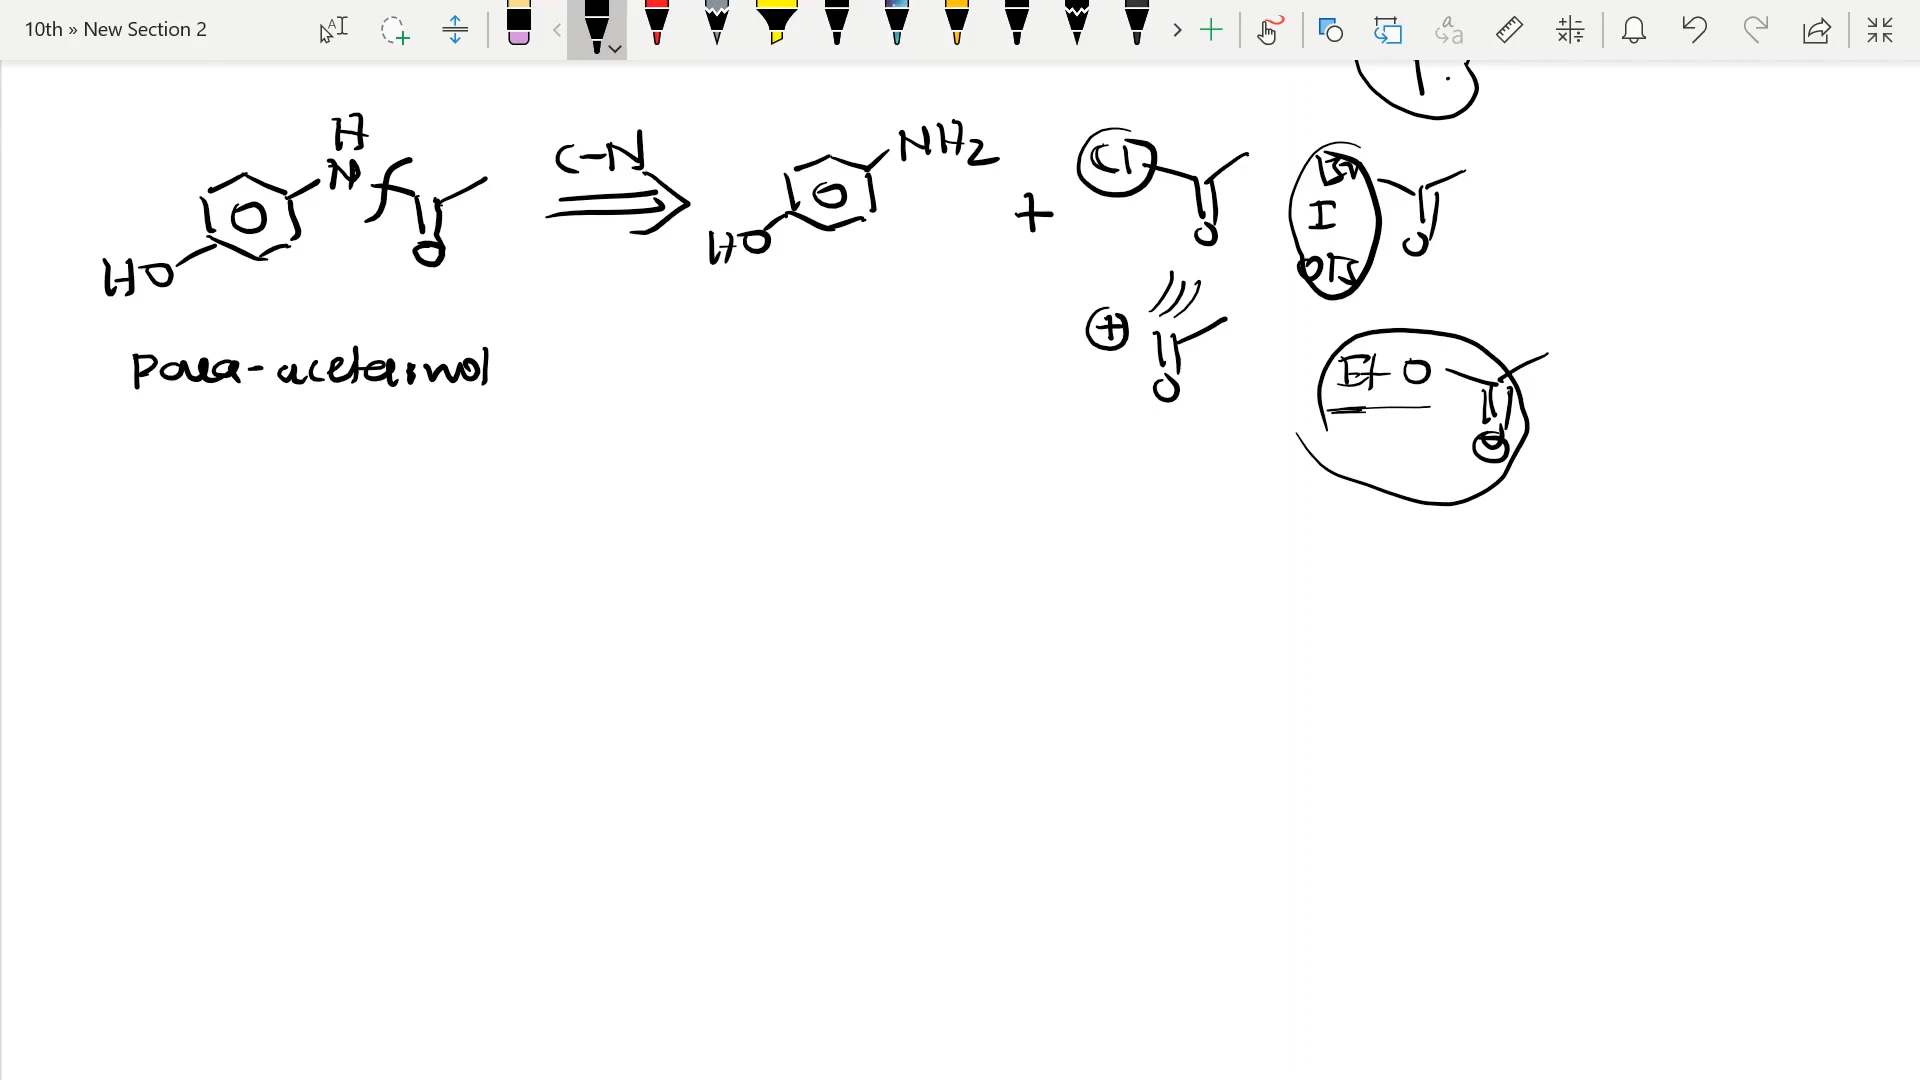 10th » New Section 2
H
N
O
HO
C-N
NH2
HO
+
Cl
O
Br
I
OTs
O
+
O
Et O
O
Para-acetamol